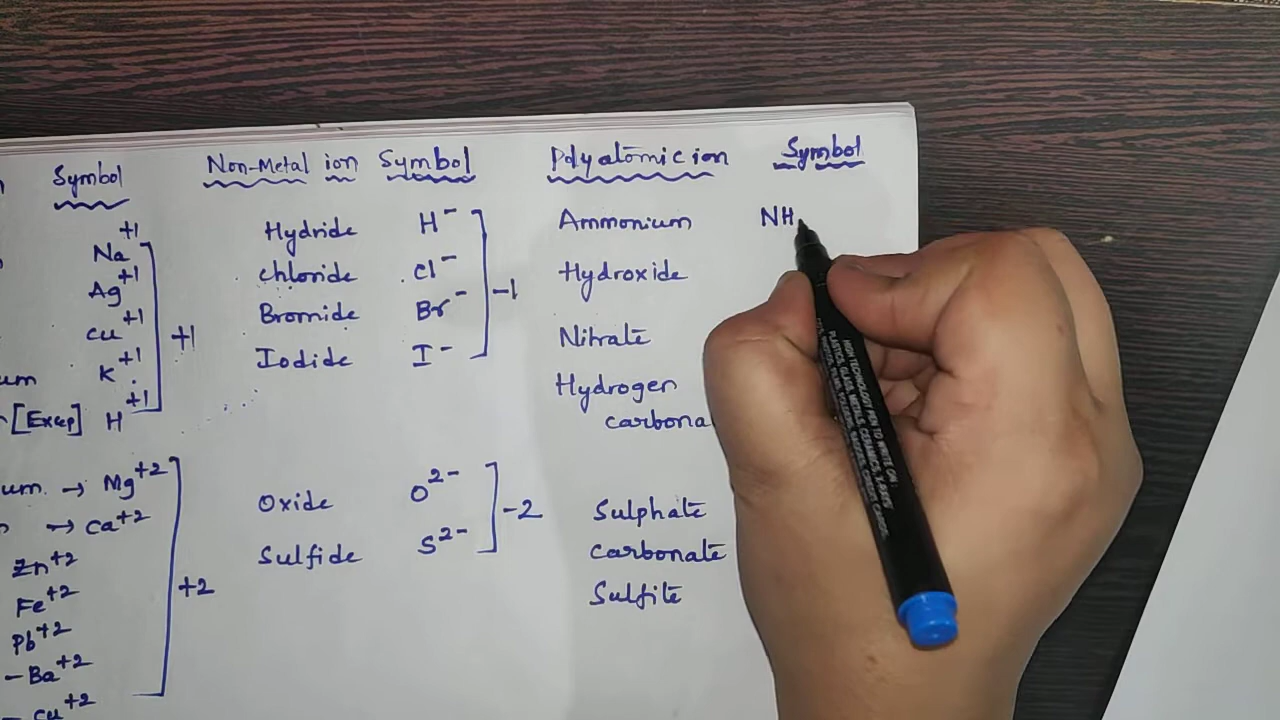 Symbol
Na+1
Ag+1
Cu+1
K+1
[Excep] H+1
+1
→ Mg+2
→ Ca+2
Zn+2
Fe+2
Pb+2
- Ba+2
- Cu+2
+2
Non-Metal ion Symbol
Hydride H-
Chloride Cl-
Bromide Br-
Iodide I-
-1
Oxide O2-
Sulfide S2-
-2
Polyatomic ion Symbol
Ammonium NH
Hydroxide
Nitrate
Hydrogen
carbona
Sulphate
carbonate
Sulfite